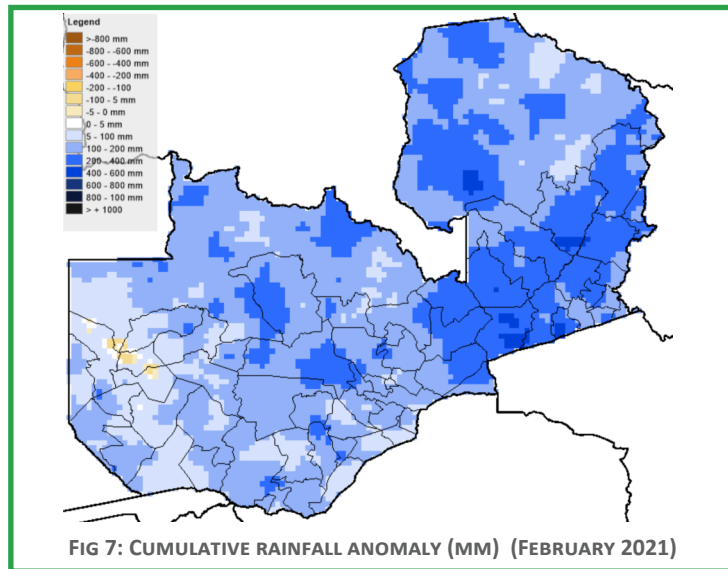 Legend
>-800 mm
-800 - -600 mm
-600 - -400 mm
-400 - -200 mm
-200 - -100
-100 - 5 mm
-5 - 0 mm
0 - 5 mm
5 - 100 mm
100 - 200 mm
200 - 400 mm
400 - 600 mm
600 - 800 mm
800 - 100 mm
> + 1000
FIG 7: CUMULATIVE RAINFALL ANOMALY (MM) (FEBRUARY 2021)